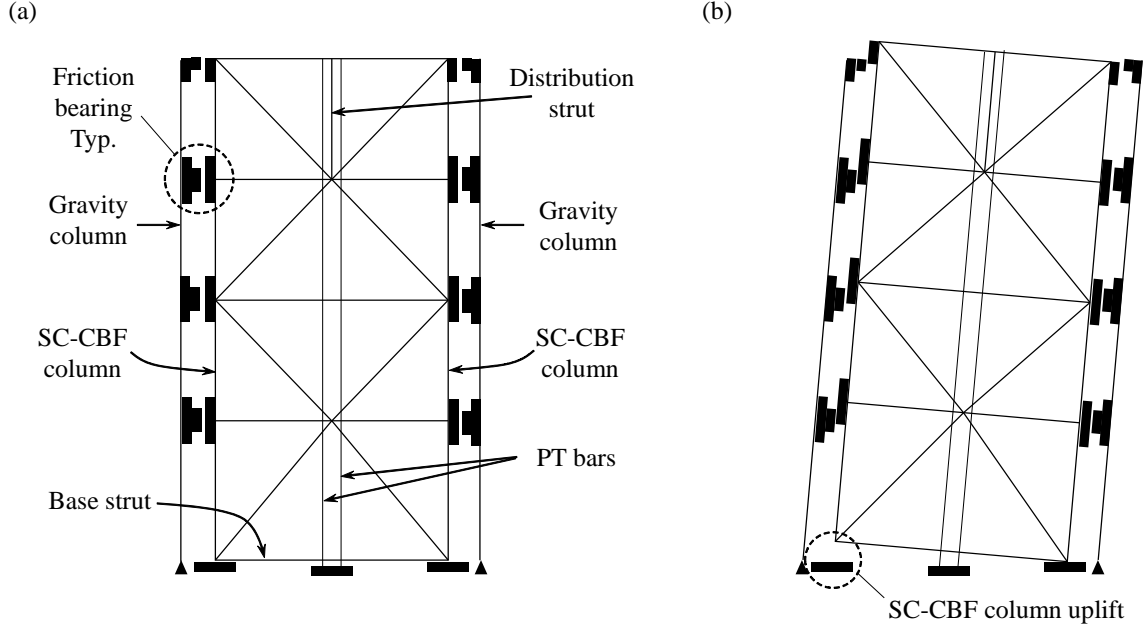 (a)
Friction
bearing
Typ.
Distribution
strut
Gravity
column
Gravity
column
SC-CBF
column
SC-CBF
column
PT bars
Base strut
(b)
SC-CBF column uplift